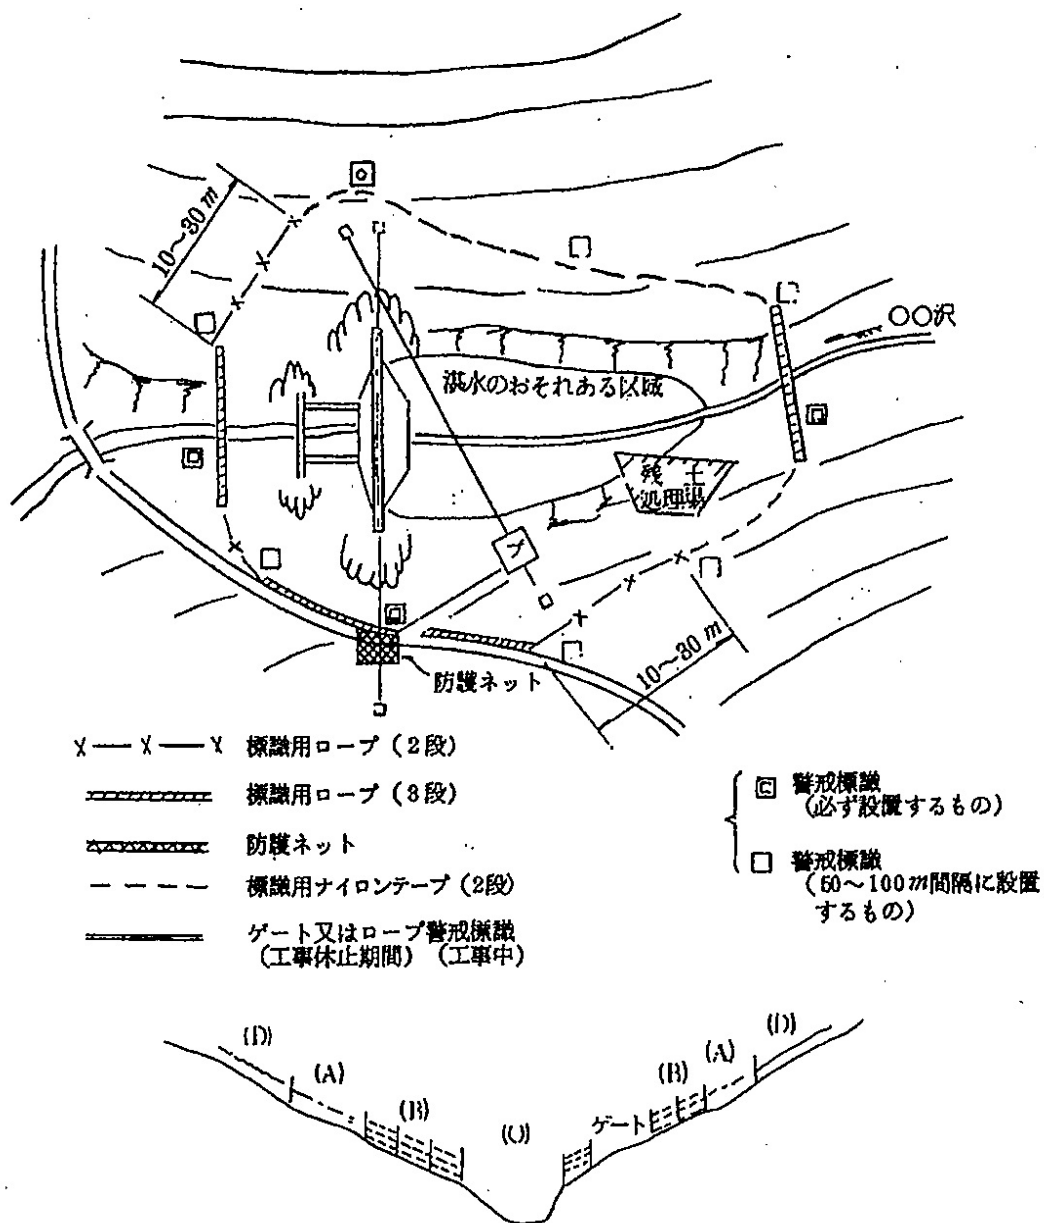 10～30m
○○沢
洪水のおそれある区域
残土
処理場
10～30m
防護ネット
標識用ロープ（2段）
標識用ロープ（3段）
防護ネット
標識用ナイロンテープ（2段）
ゲート又はロープ警戒標識
（工事休止期間）（工事中）
警戒標識
（必ず設置するもの）
警戒標識
（50～100m間隔に設置
するもの）
(D)
(A)
(B)
(C)
ゲート
(B)
(A)
(D)